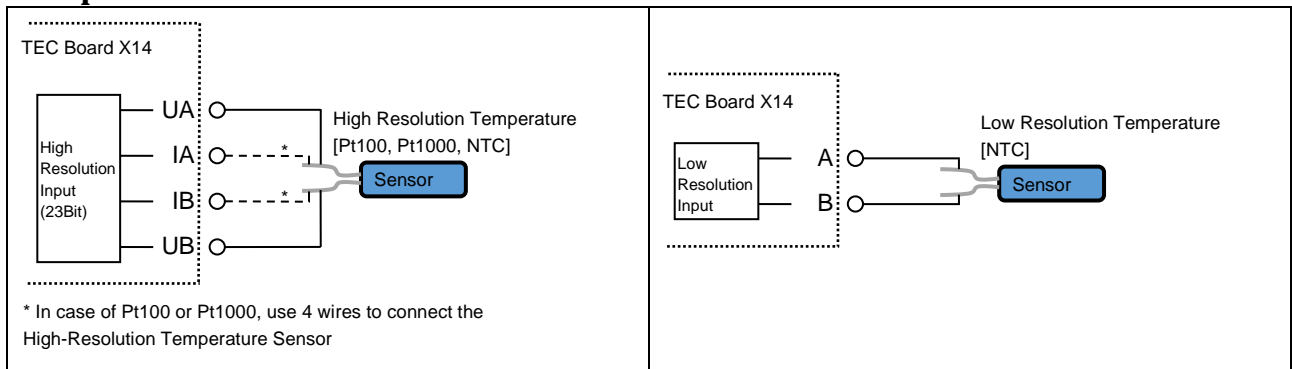 TEC Board X14
High
Resolution
Input
(23Bit)
UA
IA
IB
UB
*
*
High Resolution Temperature
[Pt100, Pt1000, NTC]
Sensor
* In case of Pt100 or Pt1000, use 4 wires to connect the
High-Resolution Temperature Sensor
TEC Board X14
Low
Resolution
Input
A
B
Low Resolution Temperature
[NTC]
Sensor